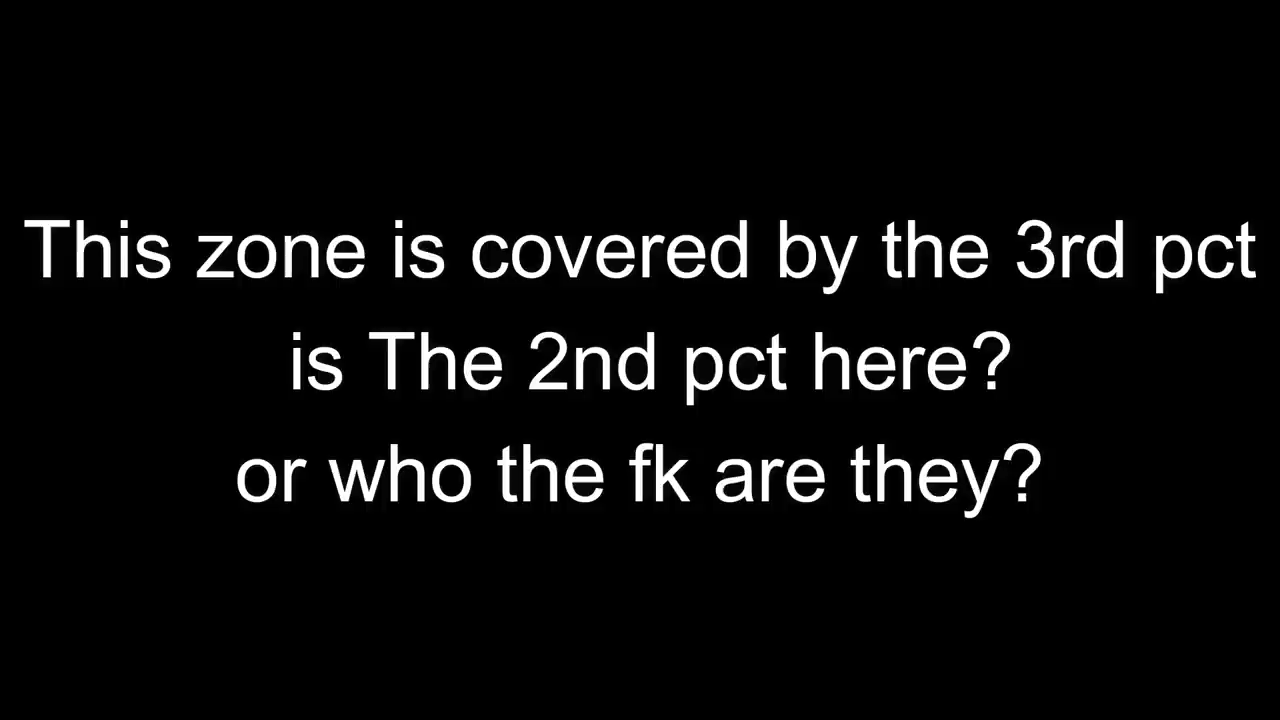 This zone is covered by the 3rd pct
is The 2nd pct here?
or who the fk are they?